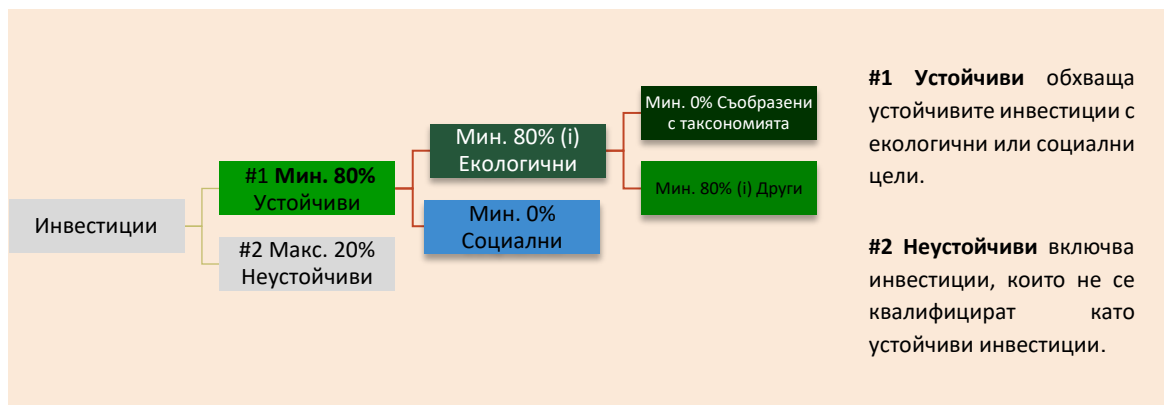 Инвестиции
#1 Мин. 80%
Устойчиви
#2 Макс. 20%
Неустойчиви
Мин. 80% (i)
Екологични
Мин. 0%
Социални
Мин. 0% Съобразени
с таксономията
Мин. 80% (i) Други
#1 Устойчиви обхваща
устойчивите инвестиции с
екологични или социални
цели.
#2 Неустойчиви включва
инвестиции, които не се
квалифицират като
устойчиви инвестиции.